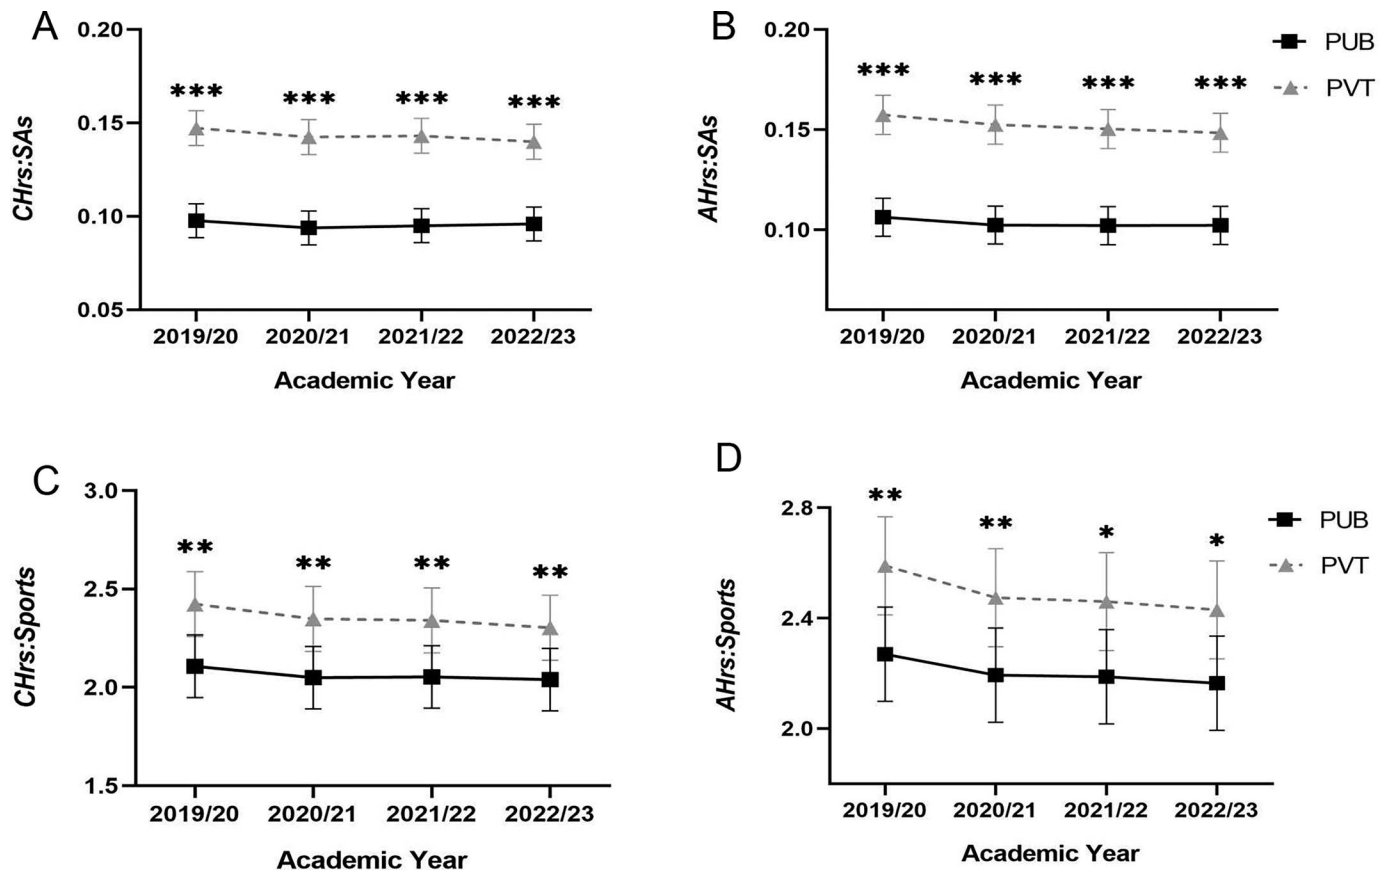 A
0.20
0.15
0.10
0.05
CHrs:SAs
*** *** *** ***
2019/20 2020/21 2021/22 2022/23
Academic Year
B
0.20
0.15
0.10
AHrs:SAs
*** *** *** ***
2019/20 2020/21 2021/22 2022/23
Academic Year
PUB
PVT
C
3.0
2.5
2.0
1.5
CHrs:Sports
** ** ** **
2019/20 2020/21 2021/22 2022/23
Academic Year
D
2.8
2.4
2.0
AHrs:Sports
** ** * *
2019/20 2020/21 2021/22 2022/23
Academic Year
PUB
PVT